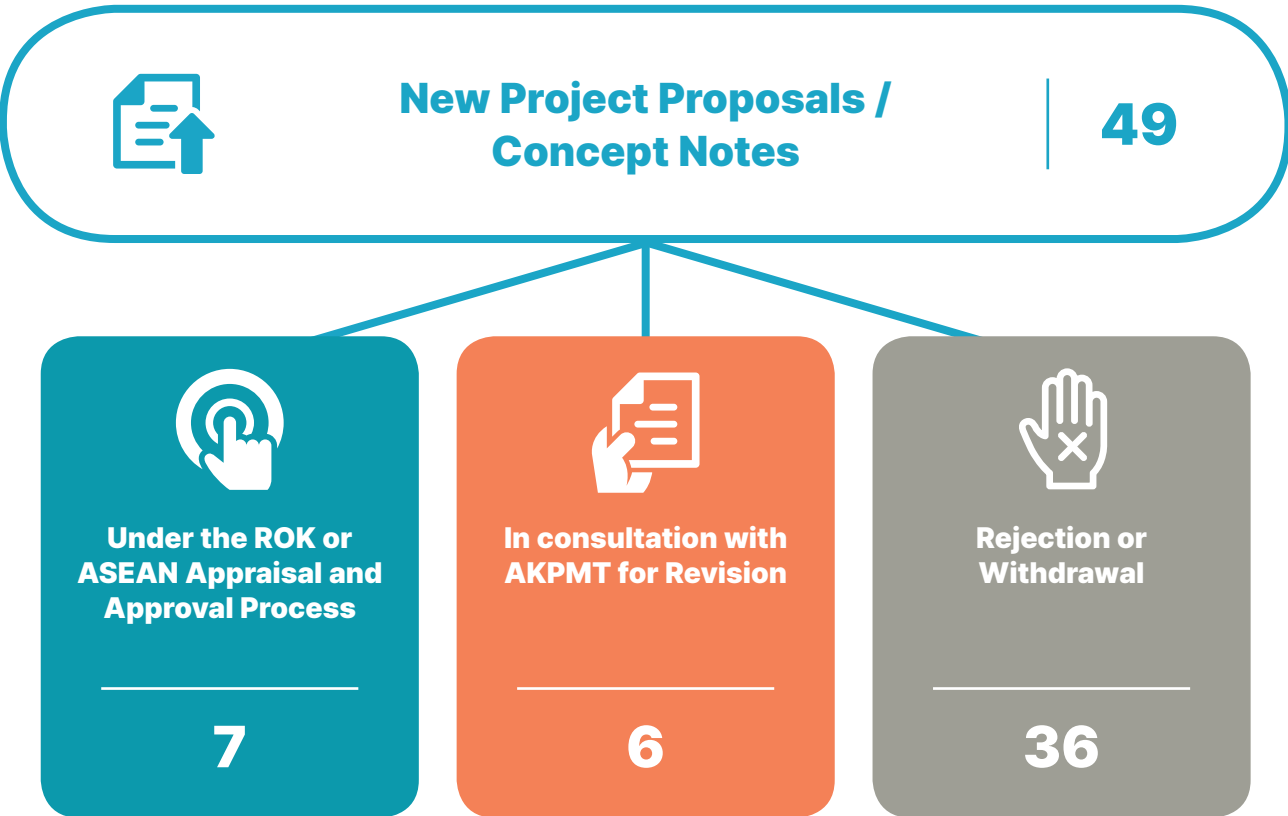 New Project Proposals /
Concept Notes
49
Under the ROK or
ASEAN Appraisal and
Approval Process
7
In consultation with
AKPMT for Revision
6
Rejection or
Withdrawal
36